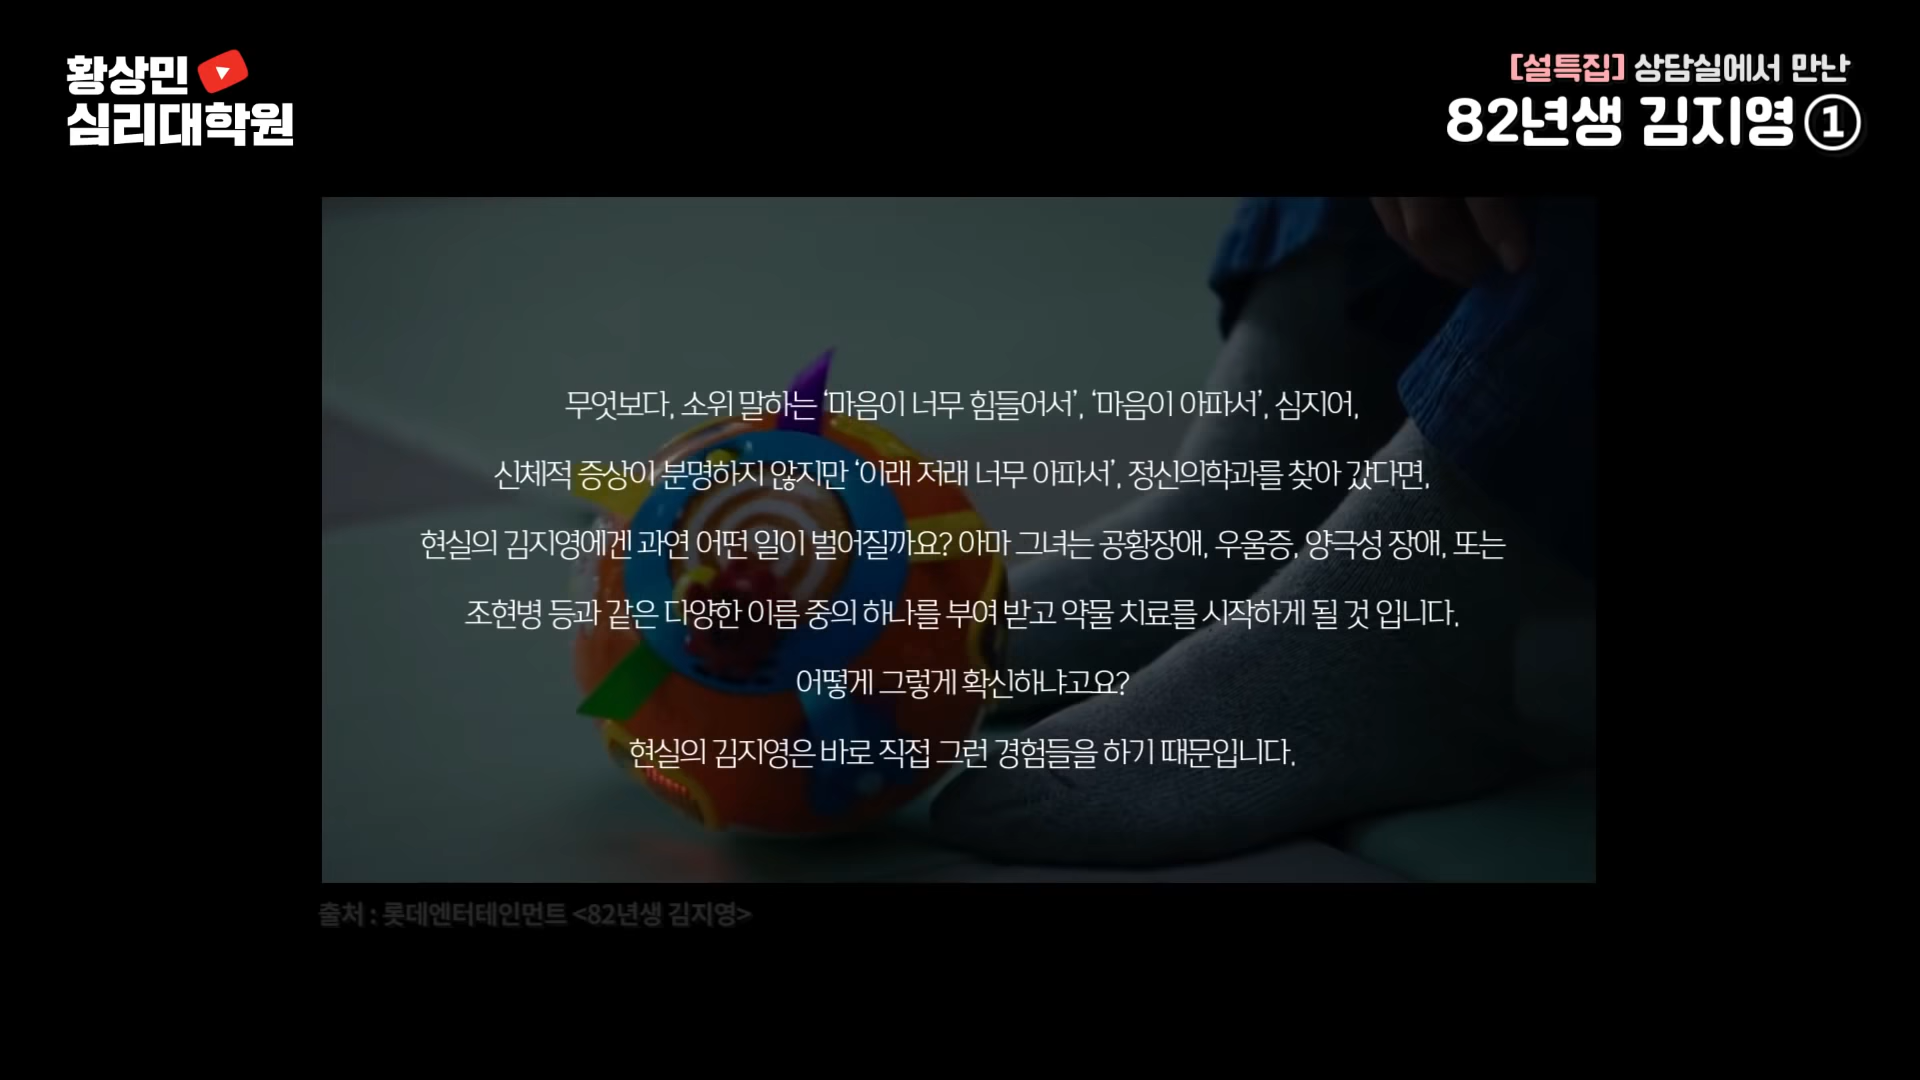 황상민
심리대학원
[설특집] 상담실에서 만난
82년생 김지영①
무엇보다, 소위 말하는 ‘마음이 너무 힘들어서’, ‘마음이 아파서’, 심지어,
신체적 증상이 분명하지 않지만 ‘이래 저래 너무 아파서’, 정신의학과를 찾아 갔다면,
현실의 김지영에겐 과연 어떤 일이 벌어질까요? 아마 그녀는 공황장애, 우울증, 양극성 장애, 또는
조현병 등과 같은 다양한 이름 중의 하나를 부여 받고 약물 치료를 시작하게 될 것 입니다.
어떻게 그렇게 확신하냐고요?
현실의 김지영은 바로 직접 그런 경험들을 하기 때문입니다.
출처 : 롯데엔터테인먼트 <82년생 김지영>